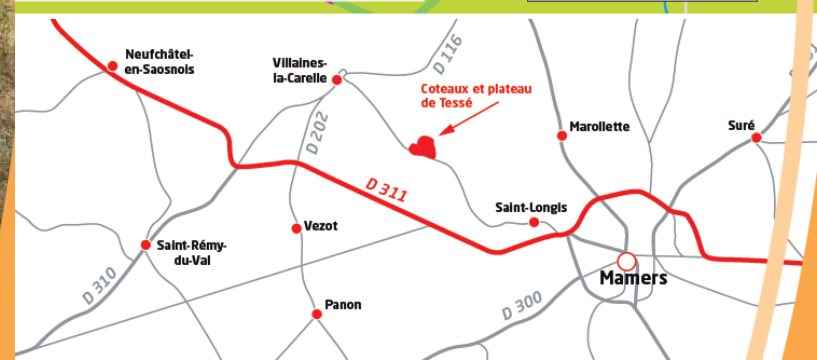 Neufchâtel-
en-Saosnois
Villaines-
la-Carelle
D 116
Coteaux et plateau
de Tessé
D 202
Marollette
Suré
D 311
Saint-Longis
Vezot
Saint-Rémy-
du-Val
D 310
Mamers
D 300
Panon